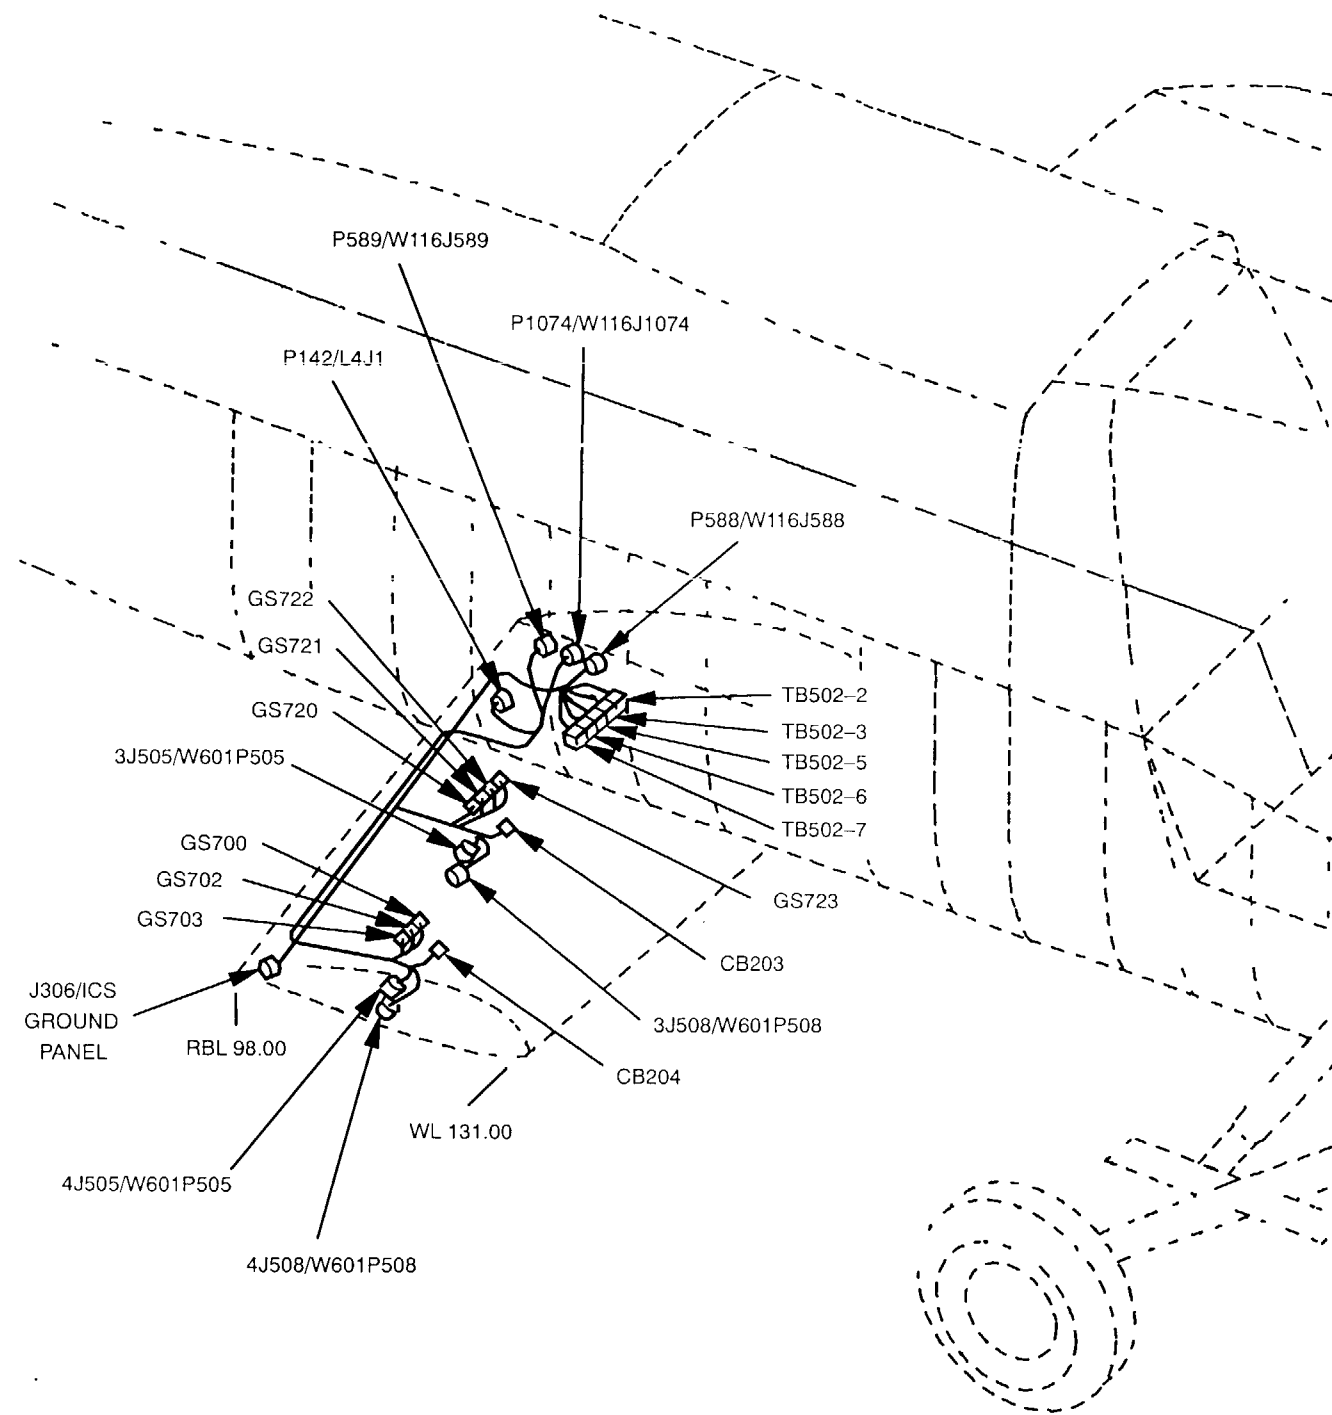 P589/W116J589
P1074/W116J1074
P142/L4J1
P588/W116J588
GS722
GS721
GS720
3J505/W601P505
TB502-2
TB502-3
TB502-5
TB502-6
TB502-7
GS700
GS702
GS703
GS723
CB203
J306/ICS
GROUND
PANEL
RBL 98.00
3J508/W601P508
CB204
WL 131.00
4J505/W601P505
4J508/W601P508